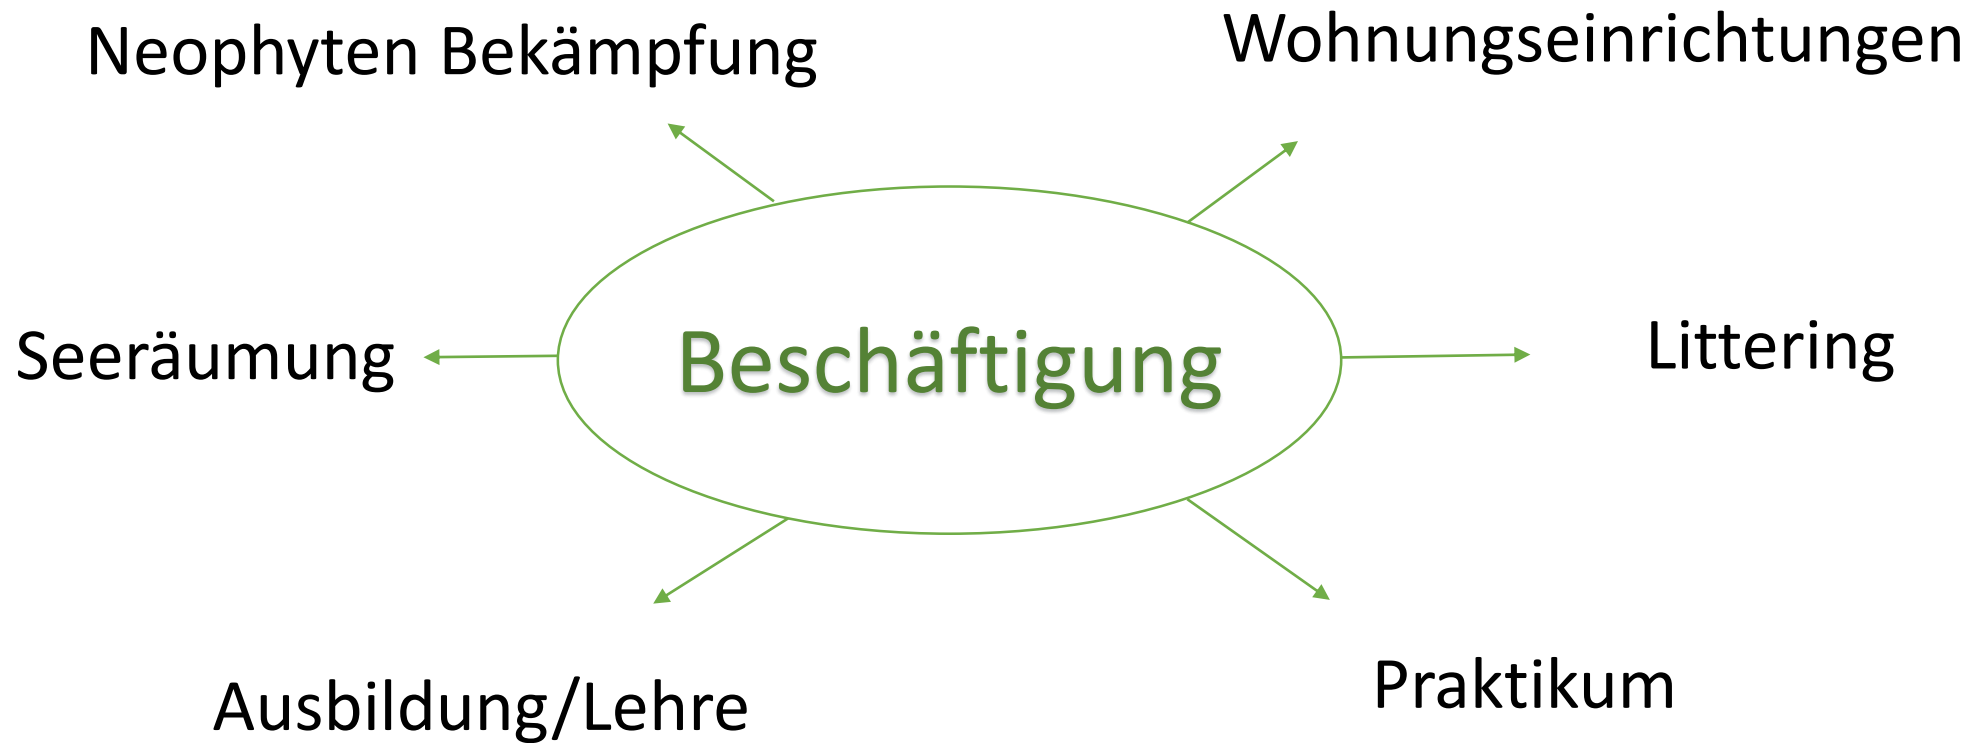 Neophyten Bekämpfung
Wohnungseinrichtungen
Seeräumung
Beschäftigung
Littering
Ausbildung/Lehre
Praktikum